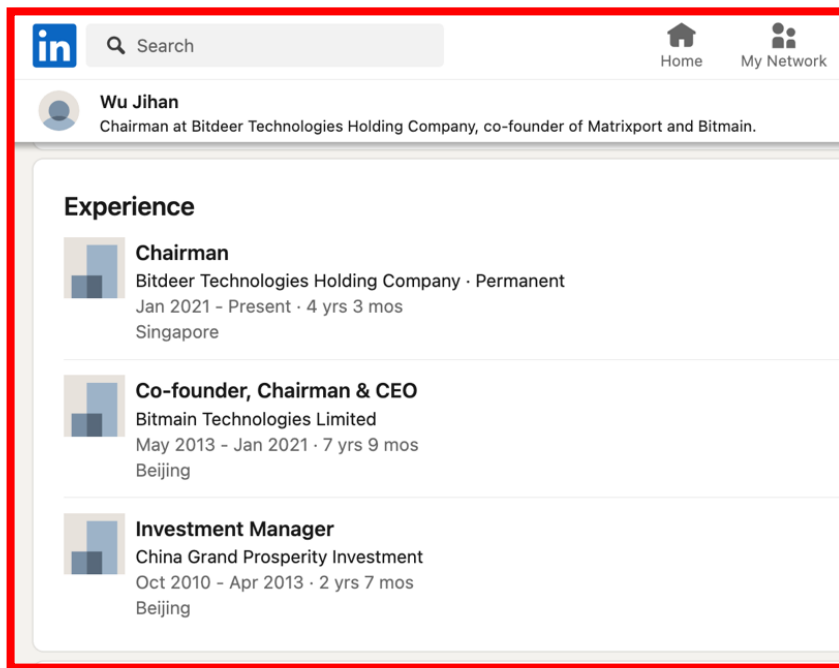 in
Search
Home
My Network
Wu Jihan
Chairman at Bitdeer Technologies Holding Company, co-founder of Matrixport and Bitmain.
Experience
Chairman
Bitdeer Technologies Holding Company · Permanent
Jan 2021 - Present · 4 yrs 3 mos
Singapore
Co-founder, Chairman & CEO
Bitmain Technologies Limited
May 2013 - Jan 2021 · 7 yrs 9 mos
Beijing
Investment Manager
China Grand Prosperity Investment
Oct 2010 - Apr 2013 · 2 yrs 7 mos
Beijing